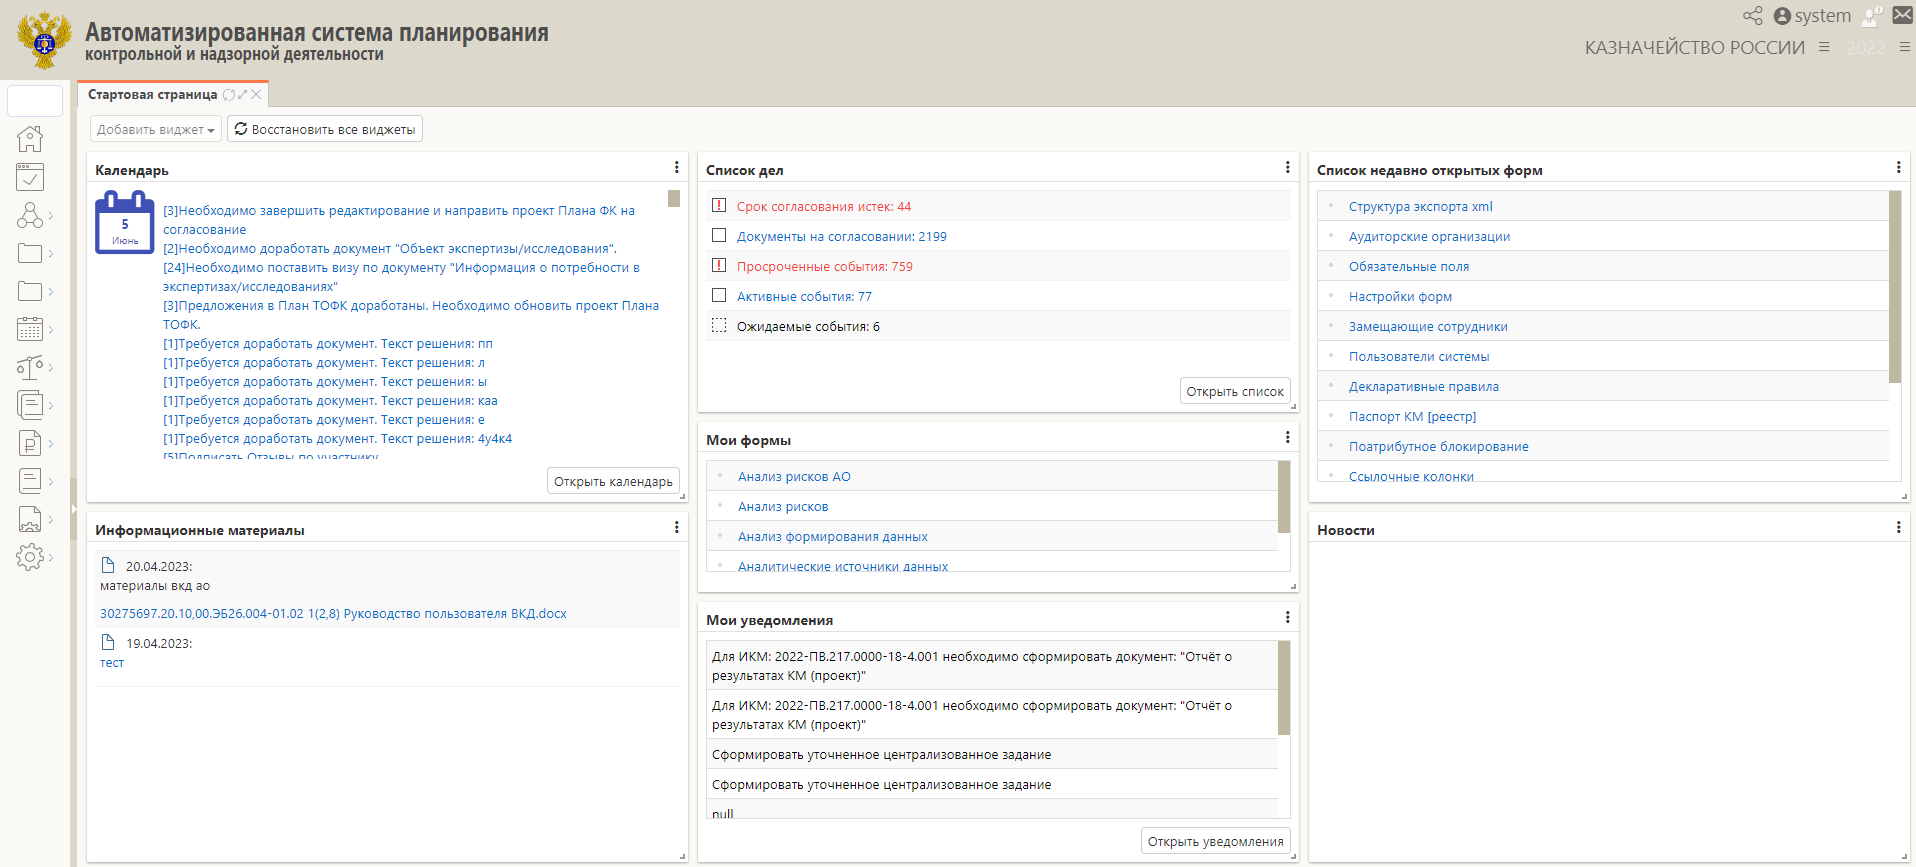 Автоматизированная система планирования
контрольной и надзорной деятельности
system
КАЗНАЧЕЙСТВО РОССИИ
2022
Стартовая страница
Добавить виджет
Восстановить все виджеты
Календарь
5
Июнь
[3]Необходимо завершить редактирование и направить проект Плана ФК на
согласование
[2]Необходимо доработать документ "Объект экспертизы/исследования".
[24]Необходимо поставить визу по документу "Информация о потребности в
экспертизах/исследованиях"
[3]Предложения в План ТОФК доработаны. Необходимо обновить проект Плана
ТОФК.
[1]Требуется доработать документ. Текст решения: пп
[1]Требуется доработать документ. Текст решения: л
[1]Требуется доработать документ. Текст решения: ы
[1]Требуется доработать документ. Текст решения: каа
[1]Требуется доработать документ. Текст решения: е
[1]Требуется доработать документ. Текст решения: 4у4к4
[5]Подписать Отзывы по участнику
Открыть календарь
Информационные материалы
20.04.2023:
материалы вкд ао
30275697.20.10,00.ЭБ26.004-01.02 1(2,8) Руководство пользователя ВКД.docx
19.04.2023:
тест
Список дел
Срок согласования истек: 44
Документы на согласовании: 2199
Просроченные события: 759
Активные события: 77
Ожидаемые события: 6
Открыть список
Мои формы
Анализ рисков АО
Анализ рисков
Анализ формирования данных
Аналитические источники данных
Мои уведомления
Для ИКМ: 2022-ПВ.217.0000-18-4.001 необходимо сформировать документ: "Отчёт о
результатах КМ (проект)"
Для ИКМ: 2022-ПВ.217.0000-18-4.001 необходимо сформировать документ: "Отчёт о
результатах КМ (проект)"
Сформировать уточненное централизованное задание
Сформировать уточненное централизованное задание
null
Открыть уведомления
Список недавно открытых форм
Структура экспорта xml
Аудиторские организации
Обязательные поля
Настройки форм
Замещающие сотрудники
Пользователи системы
Декларативные правила
Паспорт КМ [реестр]
Поатрибутное блокирование
Ссылочные колонки
Новости